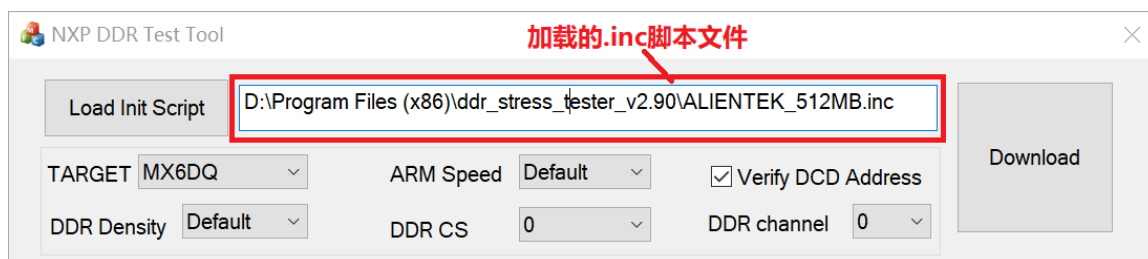 NXP DDR Test Tool
加载的.inc脚本文件
Load Init Script
D:\Program Files (x86)\ddr_stress_tester_v2.90\ALIENTEK_512MB.inc
Download
TARGET MX6DQ ARM Speed Default Verify DCD Address
DDR Density Default DDR CS 0 DDR channel 0